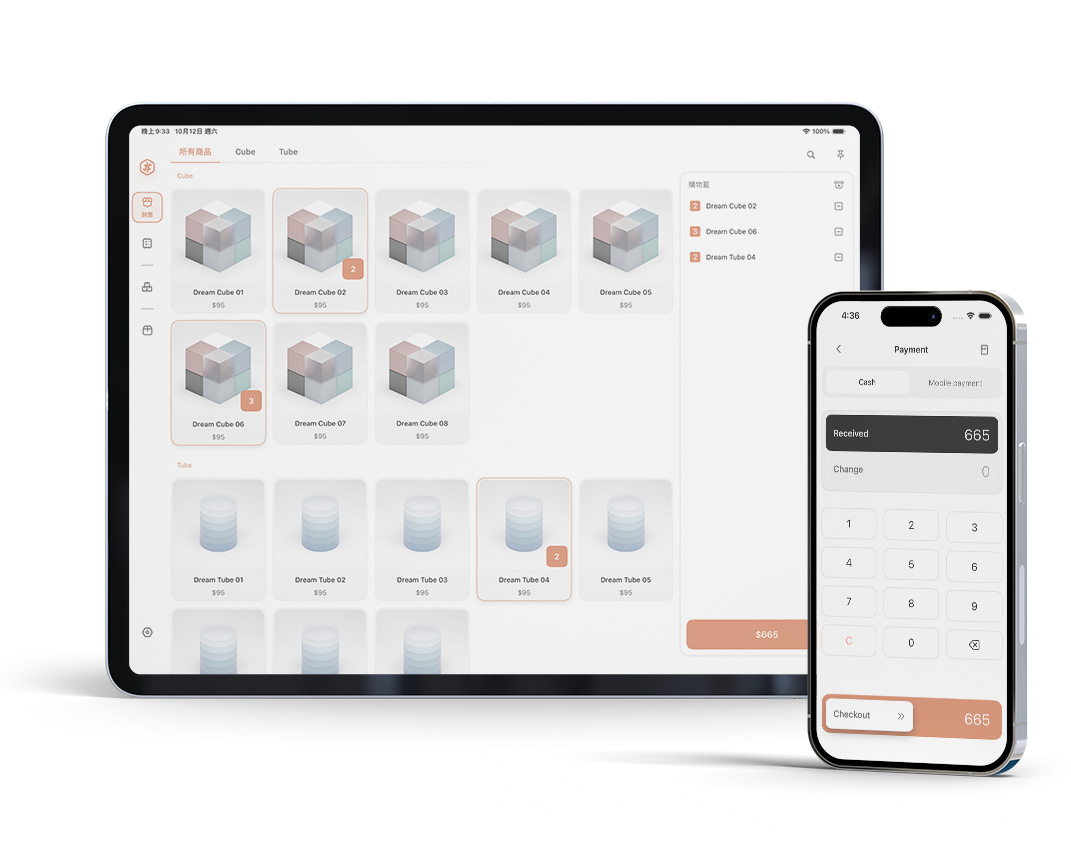 晚上9:33 10月12日 週六
100%
所有商品 Cube Tube
銷售
Cube
Dream Cube 01
$95
2
Dream Cube 02
$95
Dream Cube 03
$95
Dream Cube 04
$95
Dream Cube 05
$95
3
Dream Cube 06
$95
Dream Cube 07
$95
Dream Cube 08
$95
Tube
Dream Tube 01
$95
Dream Tube 02
$95
Dream Tube 03
$95
2
Dream Tube 04
$95
Dream Tube 05
$95
購物籃
2 Dream Cube 02
3 Dream Cube 06
2 Dream Tube 04
$665
4:36
Payment
Cash Mobile payment
Received 665
Change 0
1 2 3
4 5 6
7 8 9
C 0
Checkout 665